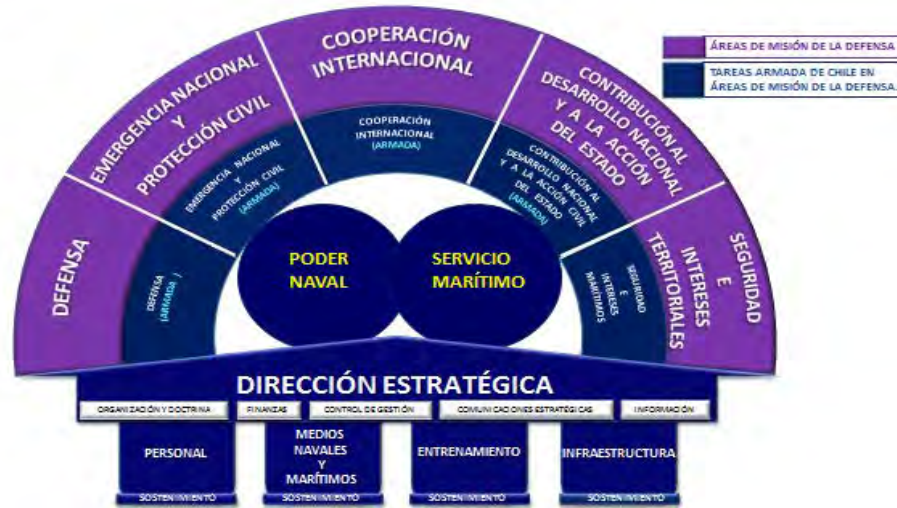 COOPERACIÓN
INTERNACIONAL
EMERGENCIA NACIONAL
Y
PROTECCIÓN CIVIL
CONTRIBUCIÓNAL
DESARROLLO NACIONAL
Y A LA ACCIÓN
DEL ESTADO
DEFENSA
SEGURIDAD
E
INTERESES
TERRITORIALES
ÁREAS DE MISIÓN DE LA DEFENSA
TAREAS ARMADA DE CHILE EN
ÁREAS DE MISIÓN DE LA DEFENSA.
COOPERACIÓN
INTERNACIONAL
(ARMADA)
EMERGENCIA NACIONAL
Y
PROTECCIÓN CIVIL
(ARMADA)
CONTRIBUCIÓN AL
DESARROLLO NACIONAL
Y A LA ACCIÓN CIVIL
DEL ESTADO
(ARMADA)
DEFENSA
(ARMADA )
SEGURIDAD
E
INTERESES
MARÍTIMOS
PODER
NAVAL
SERVICIO
MARÍTIMO
DIRECCIÓN ESTRATÉGICA
ORGANIZACIÓN Y DOCTRINA
FINANZAS
CONTROL DE GESTIÓN
COMUNICACIONES ESTRATÉGICAS
INFORMACIÓN
PERSONAL
MEDIOS
NAVALES
Y
MARÍTIMOS
ENTRENAMIENTO
INFRAESTRUCTURA
SOSTENIMIENTO
SOSTENIMIENTO
SOSTENIMIENTO
SOSTENIMIENTO